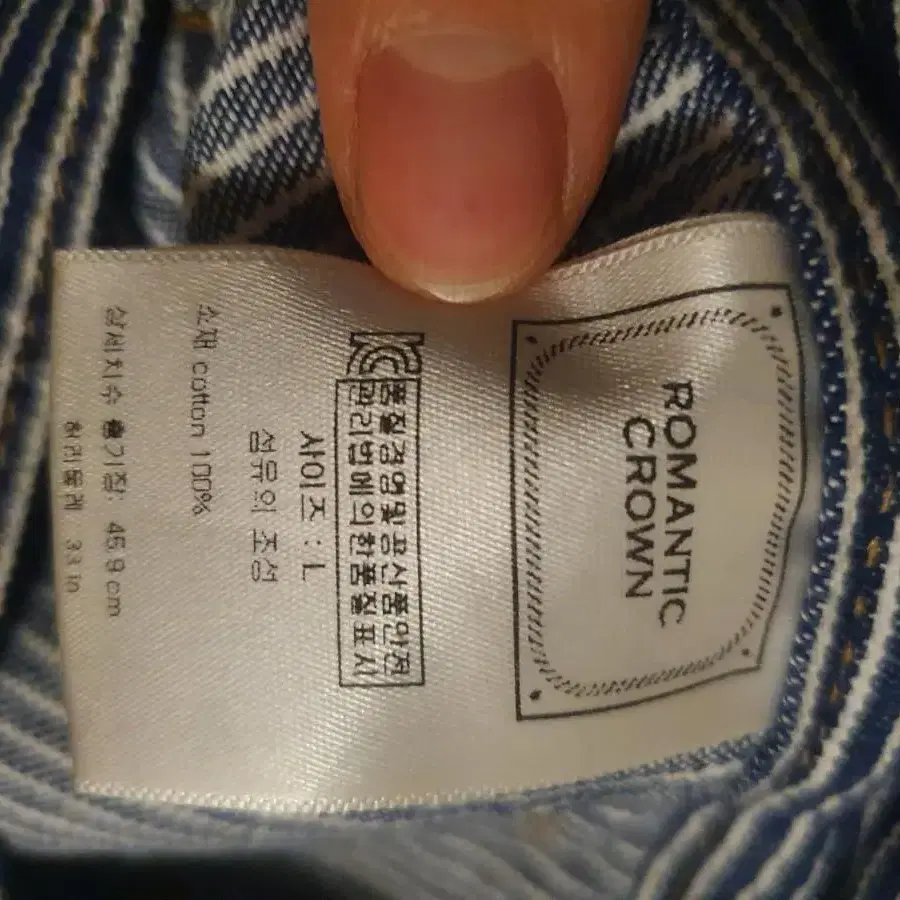 ROMANTIC
CROWN
품질경영및공산품안전
관리법에의한품질표시
사이즈 : L
섬유의 조성
소재 cotton 100%
상세치수 총기장: 45.9 cm
허리둘레 33 in